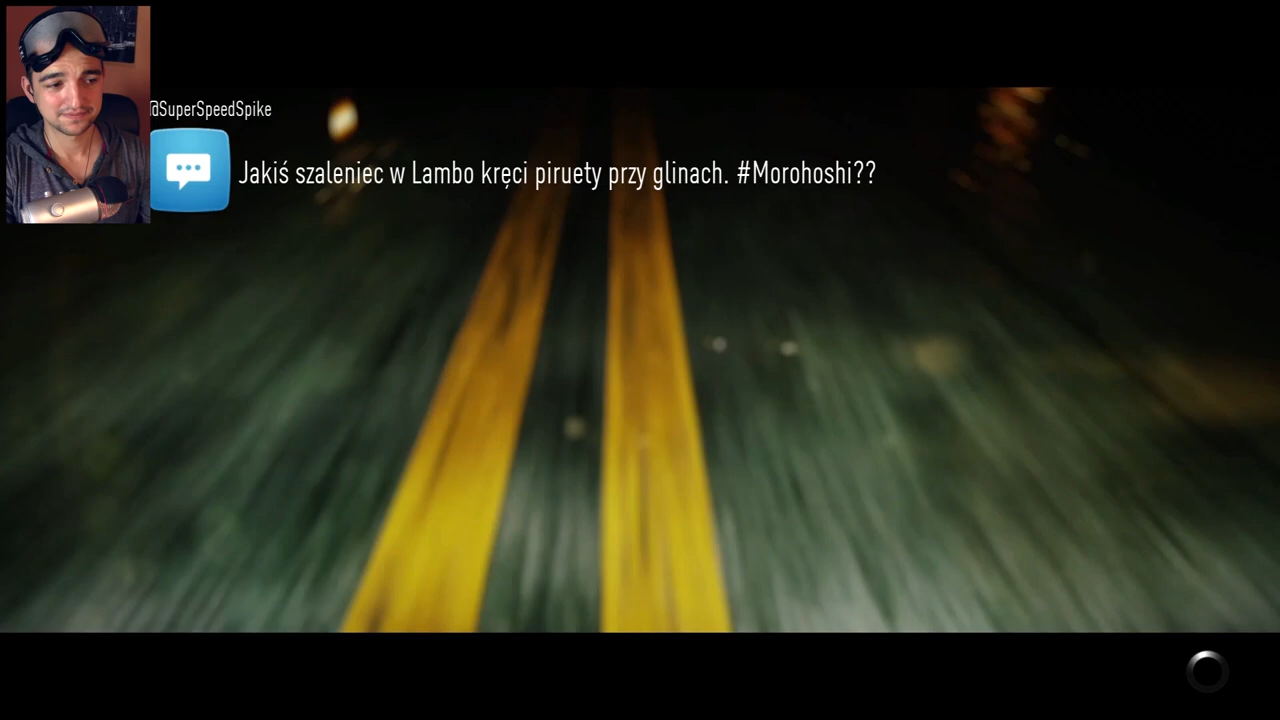 @SuperSpeedSpike
Jakiś szaleniec w Lambo kręci piruety przy glinach. #Morohoshi??